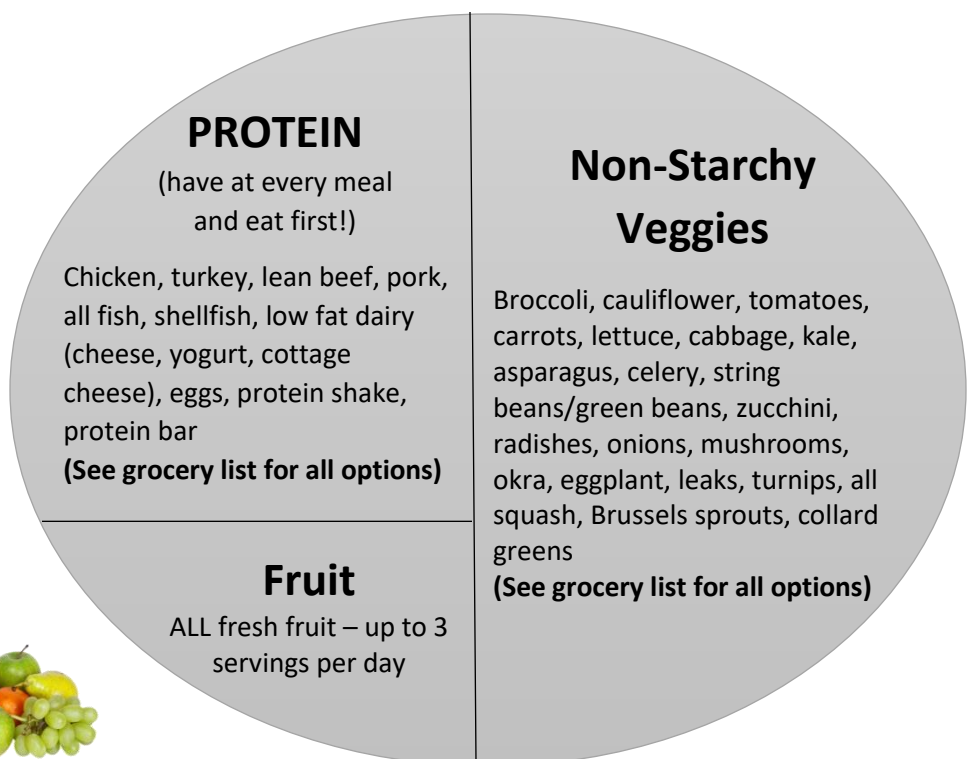 PROTEIN
(have at every meal
and eat first!)
Chicken, turkey, lean beef, pork,
all fish, shellfish, low fat dairy
(cheese, yogurt, cottage
cheese), eggs, protein shake,
protein bar
(See grocery list for all options)
Fruit
ALL fresh fruit – up to 3
servings per day
Non-Starchy
Veggies
Broccoli, cauliflower, tomatoes,
carrots, lettuce, cabbage, kale,
asparagus, celery, string
beans/green beans, zucchini,
radishes, onions, mushrooms,
okra, eggplant, leaks, turnips, all
squash, Brussels sprouts, collard
greens
(See grocery list for all options)